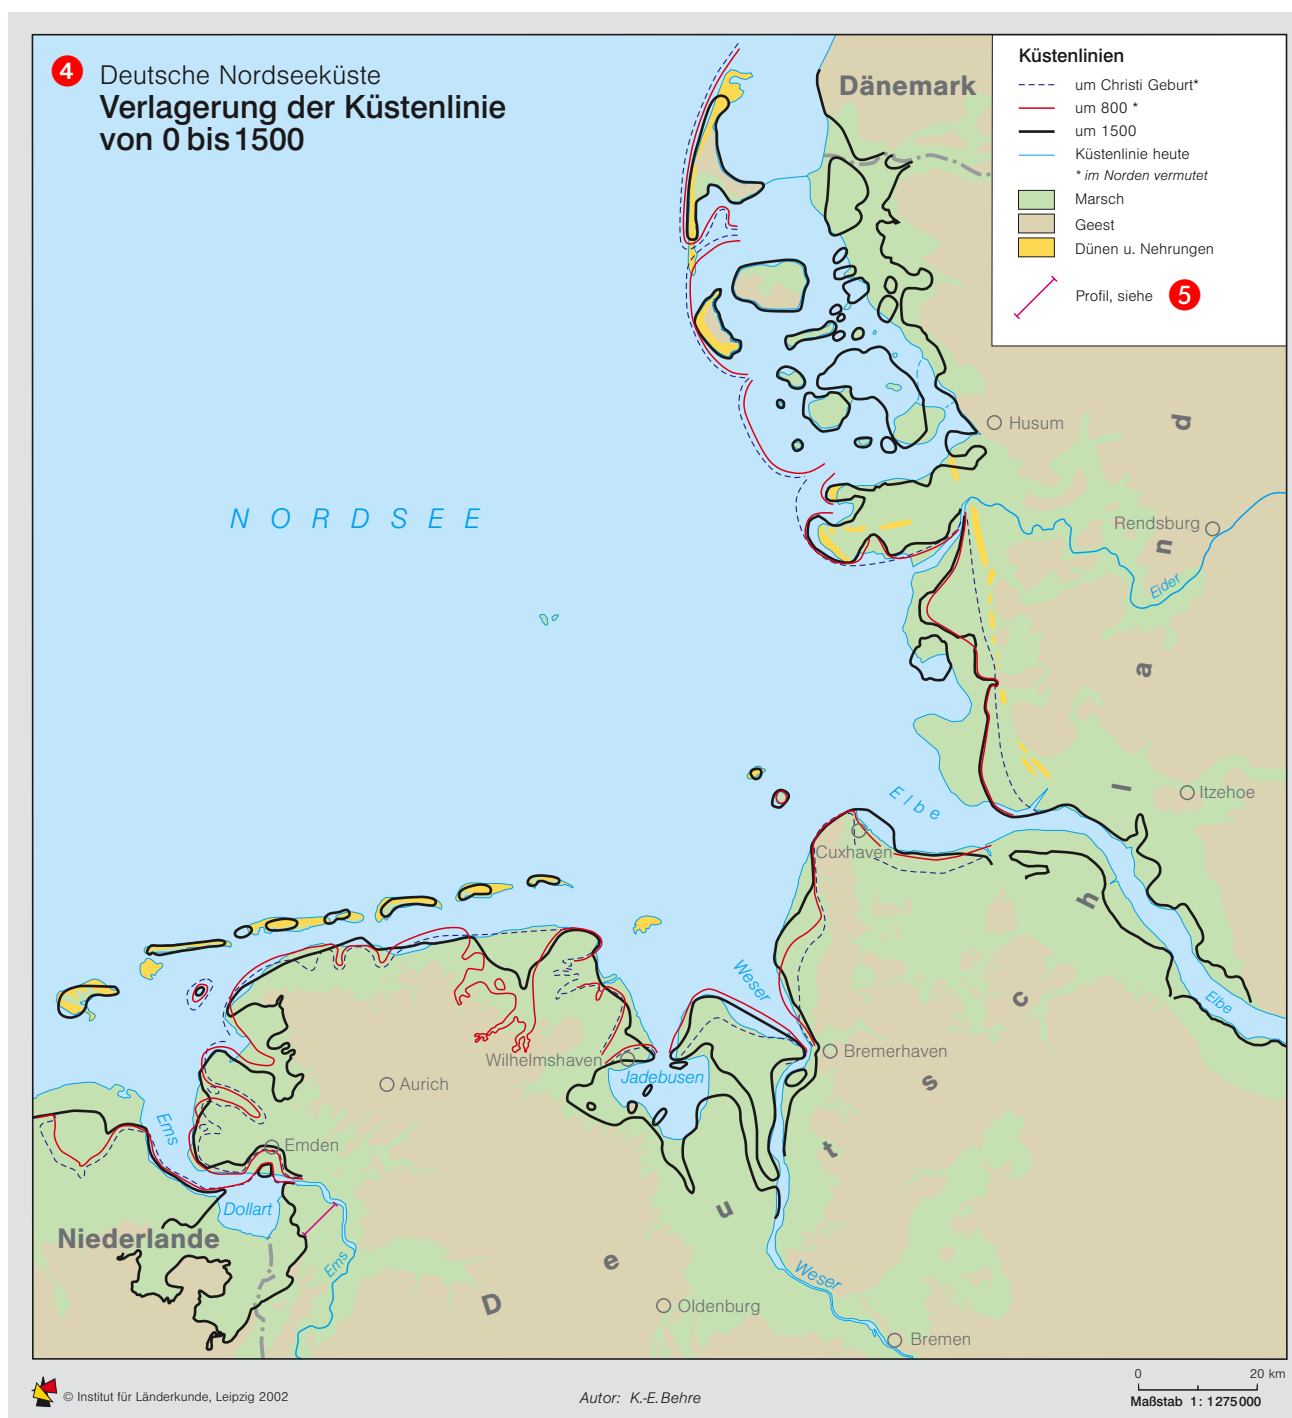 4
Deutsche Nordseeküste
Verlagerung der Küstenlinie
von 0 bis 1500
Küstenlinien
um Christi Geburt*
um 800 *
um 1500
Küstenlinie heute
* im Norden vermutet
Marsch
Geest
Dünen u. Nehrungen
Profil, siehe 5
Dänemark
Husum
NORDSEE
Rendsburg
Eider
Elbe
Itzehoe
Cuxhaven
Weser
Elbe
Wilhelmshaven
Bremerhaven
Jadebusen
Aurich
Ems
Emden
Dollart
Niederlande
Ems
Weser
Oldenburg
Bremen
Deutschland
0 20 km
Maßstab 1 : 1 275 000
© Institut für Länderkunde, Leipzig 2002
Autor: K.-E. Behre